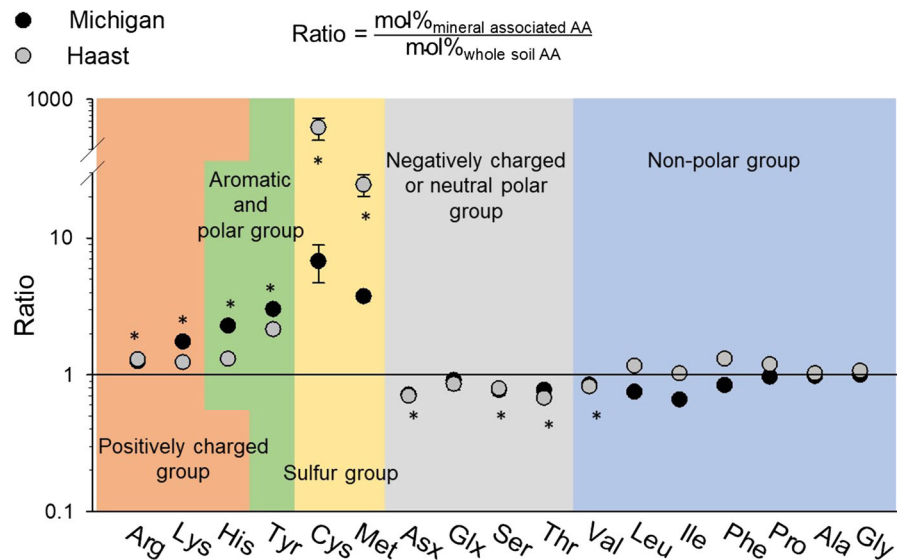 Michigan
Haast
Ratio = mol%mineral associated AA
mol%whole soil AA
1000
10
1
0.1
Ratio
Aromatic
and
polar group
*
*
*
*
*
*
Negatively charged
or neutral polar
group
Non-polar group
*
*
*
*
Positively charged
group
Sulfur group
Arg
Lys
His
Tyr
Cys
Met
Asx
Glx
Ser
Thr
Val
Leu
Ile
Phe
Pro
Ala
Gly